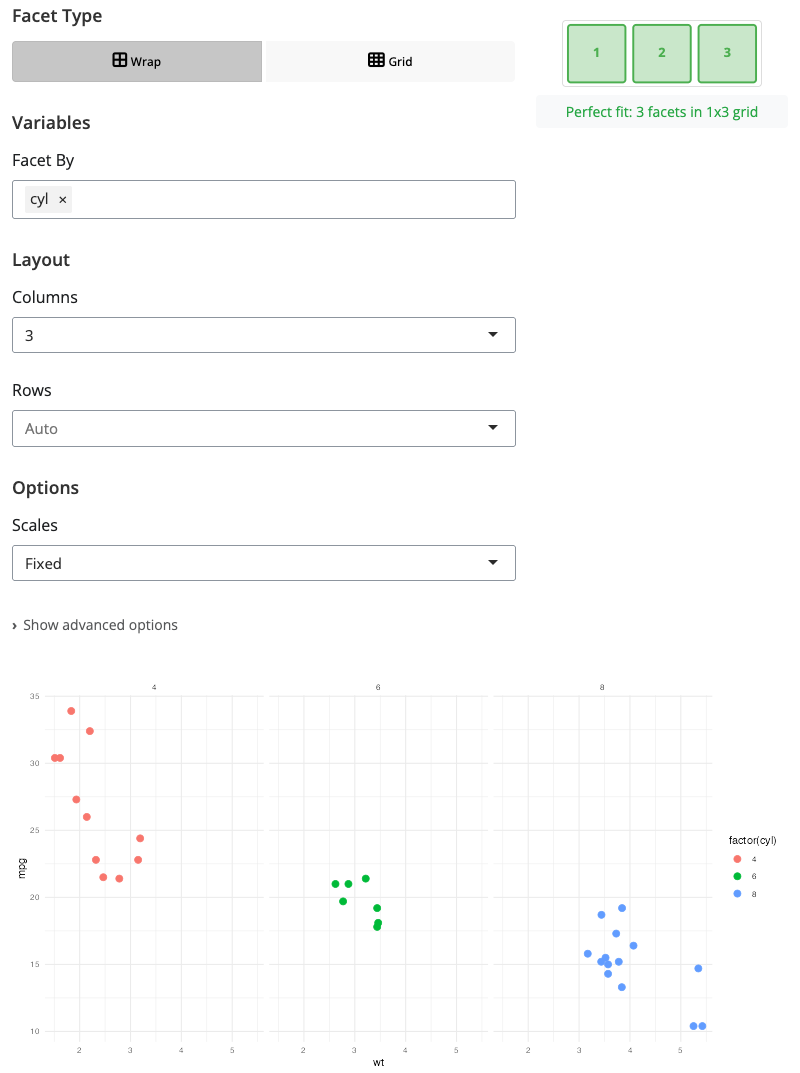 Facet Type
Wrap
Grid
1 2 3
Perfect fit: 3 facets in 1x3 grid
Variables
Facet By
cyl ×
Layout
Columns
3
Rows
Auto
Options
Scales
Fixed
› Show advanced options
4 6 8
35
30
25
20
15
10
mpg
2 3 4 5 2 3 4 5 2 3 4 5
wt
factor(cyl)
4
6
8